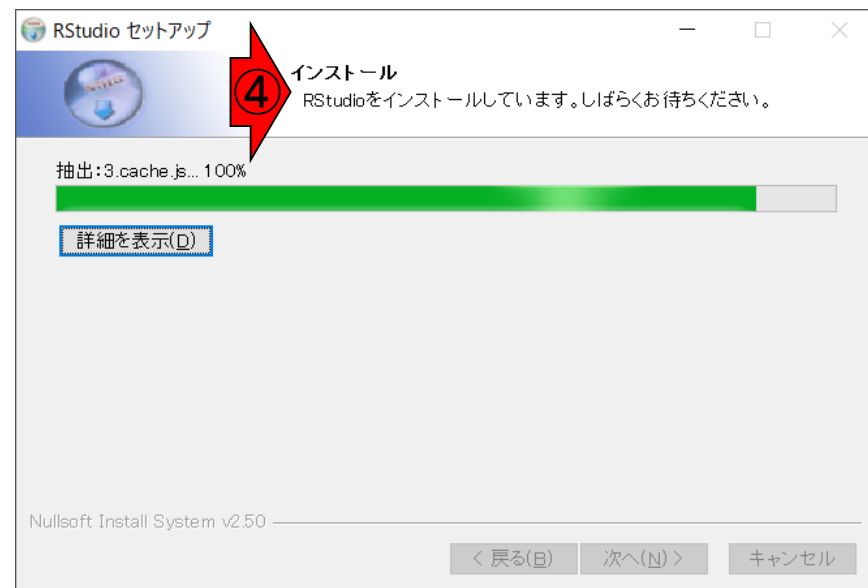 RStudio セットアップ
④
インストール
RStudioをインストールしています。しばらくお待ちください。
抽出:3.cache.js... 100%
詳細を表示(D)
Nullsoft Install System v2.50
< 戻る(B)
次へ(N) >
キャンセル